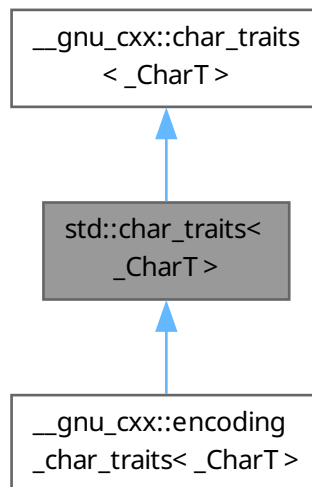 __gnu_cxx::char_traits
< _CharT >
std::char_traits<
_CharT >
__gnu_cxx::encoding
_char_traits< _CharT >